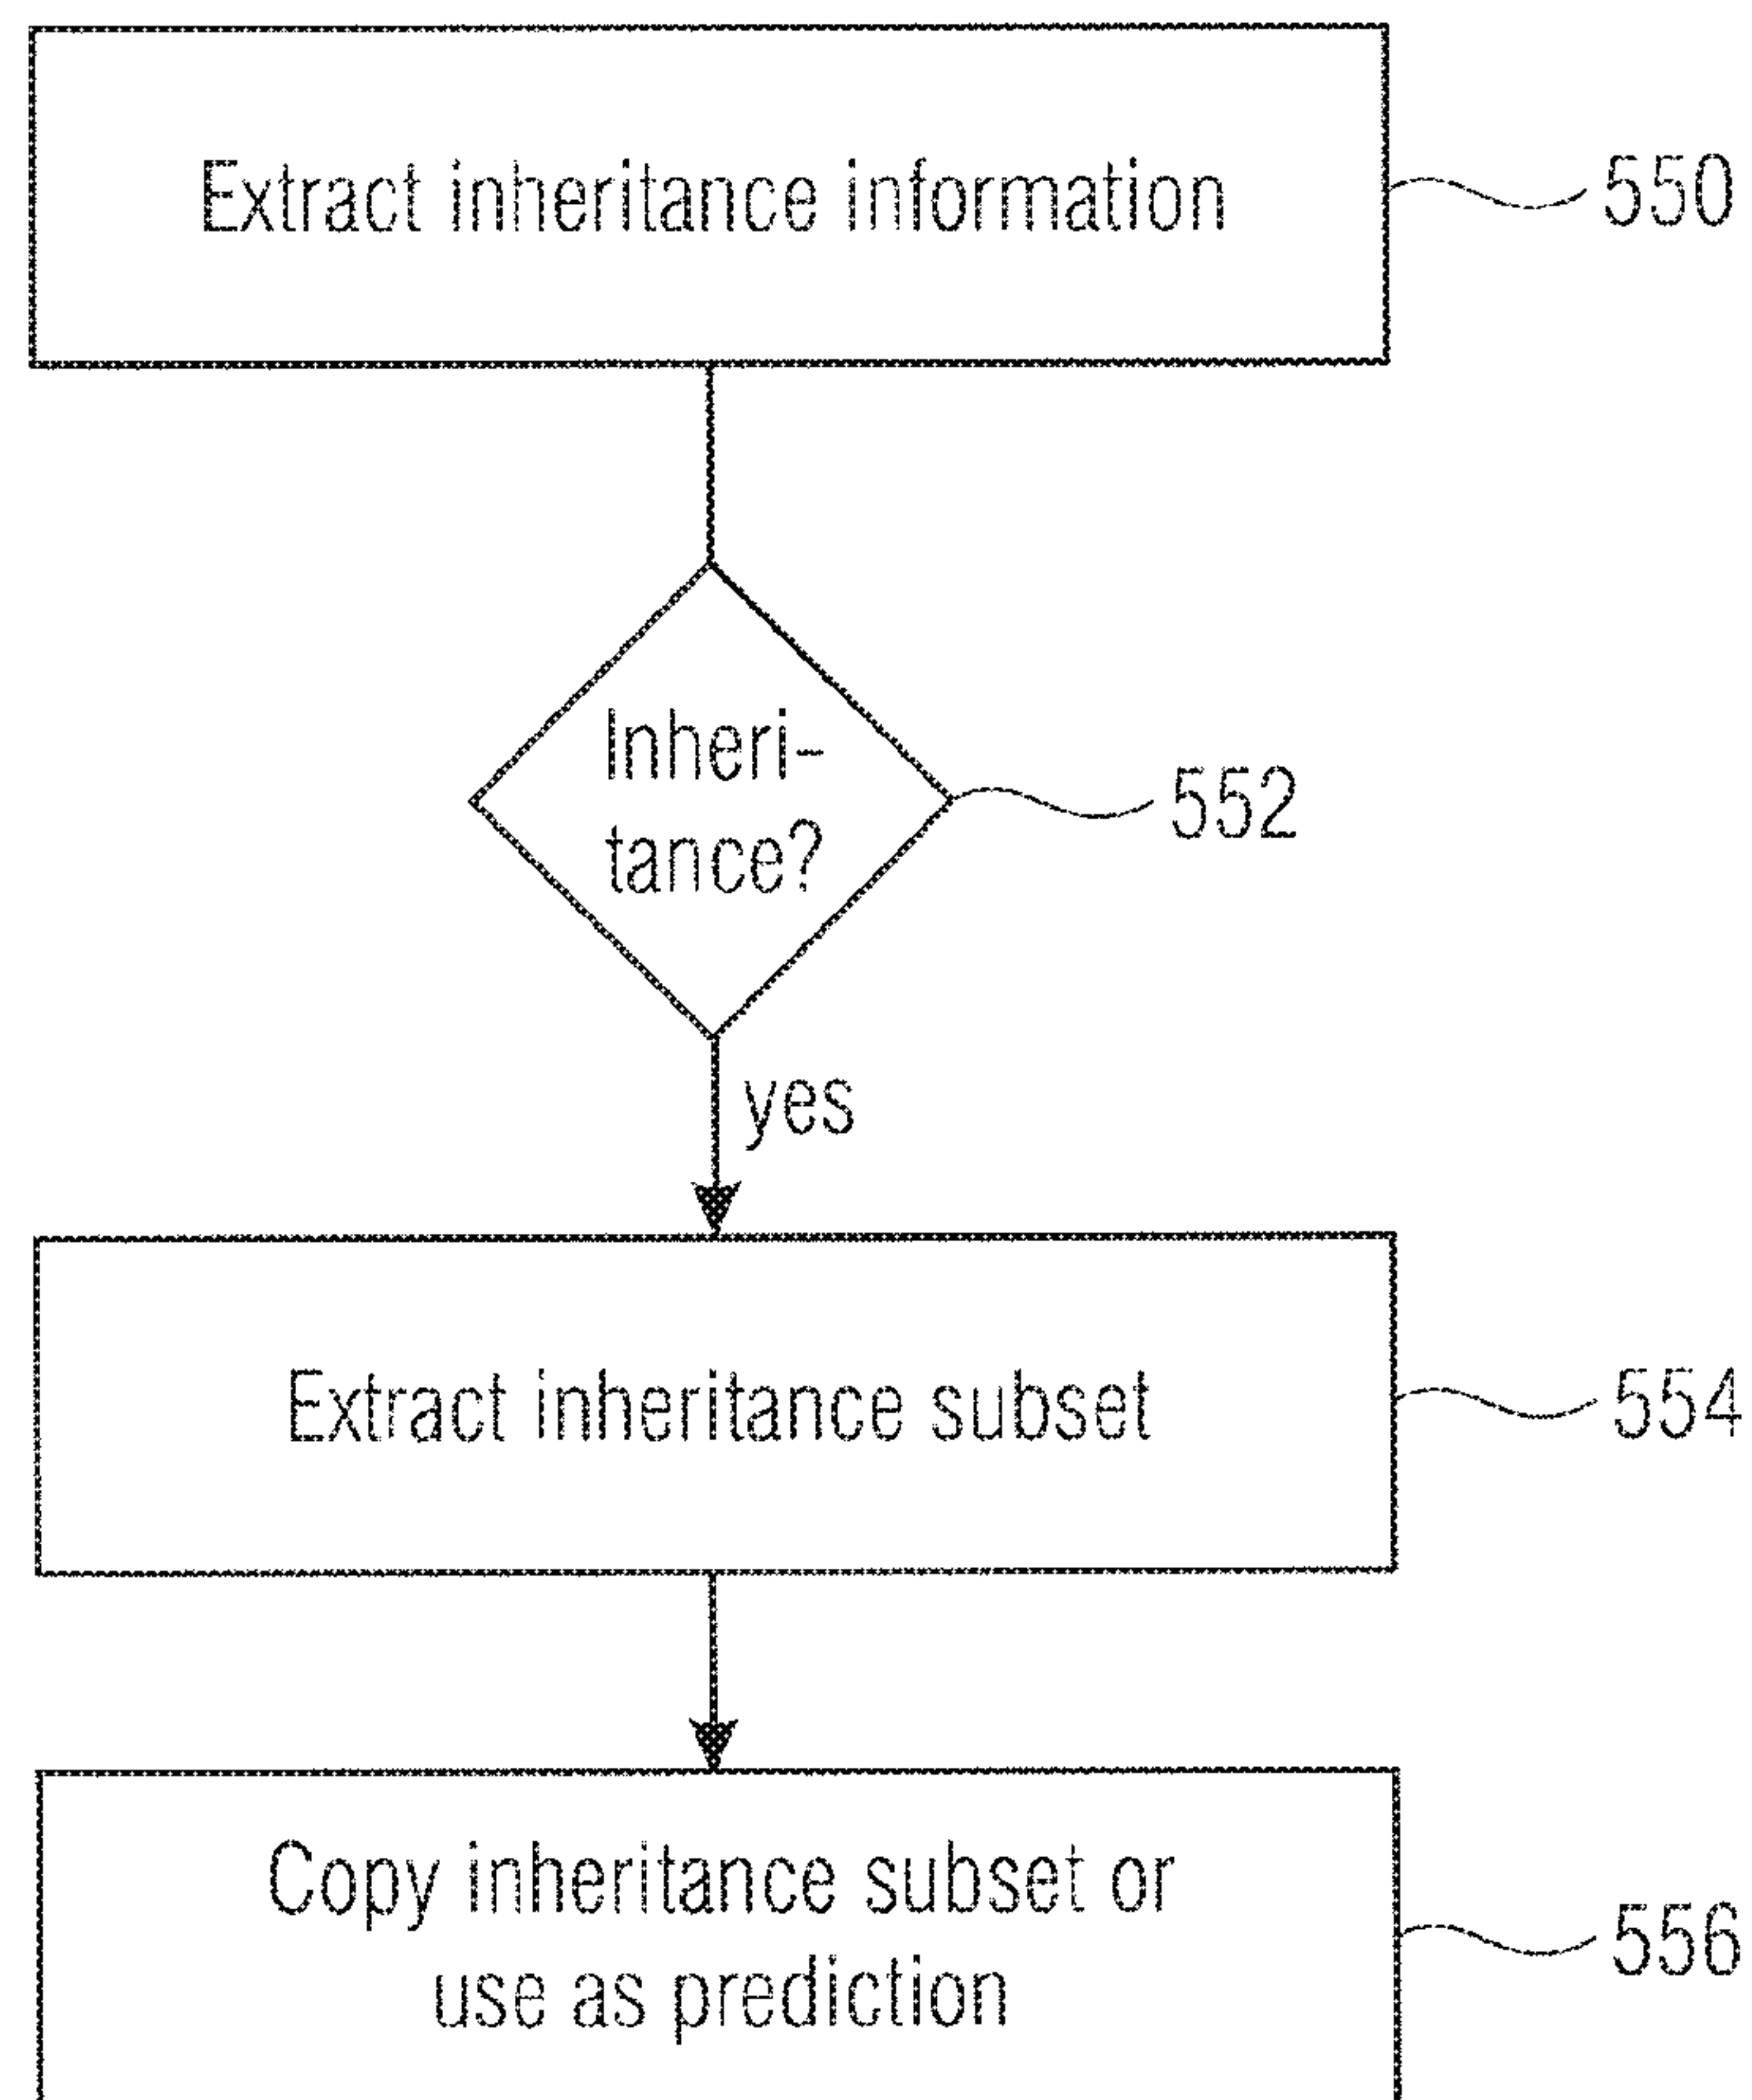 Extract inheritance information
550
Inheri-
tance?
552
yes
Extract inheritance subset
554
Copy inheritance subset or
use as prediction
556